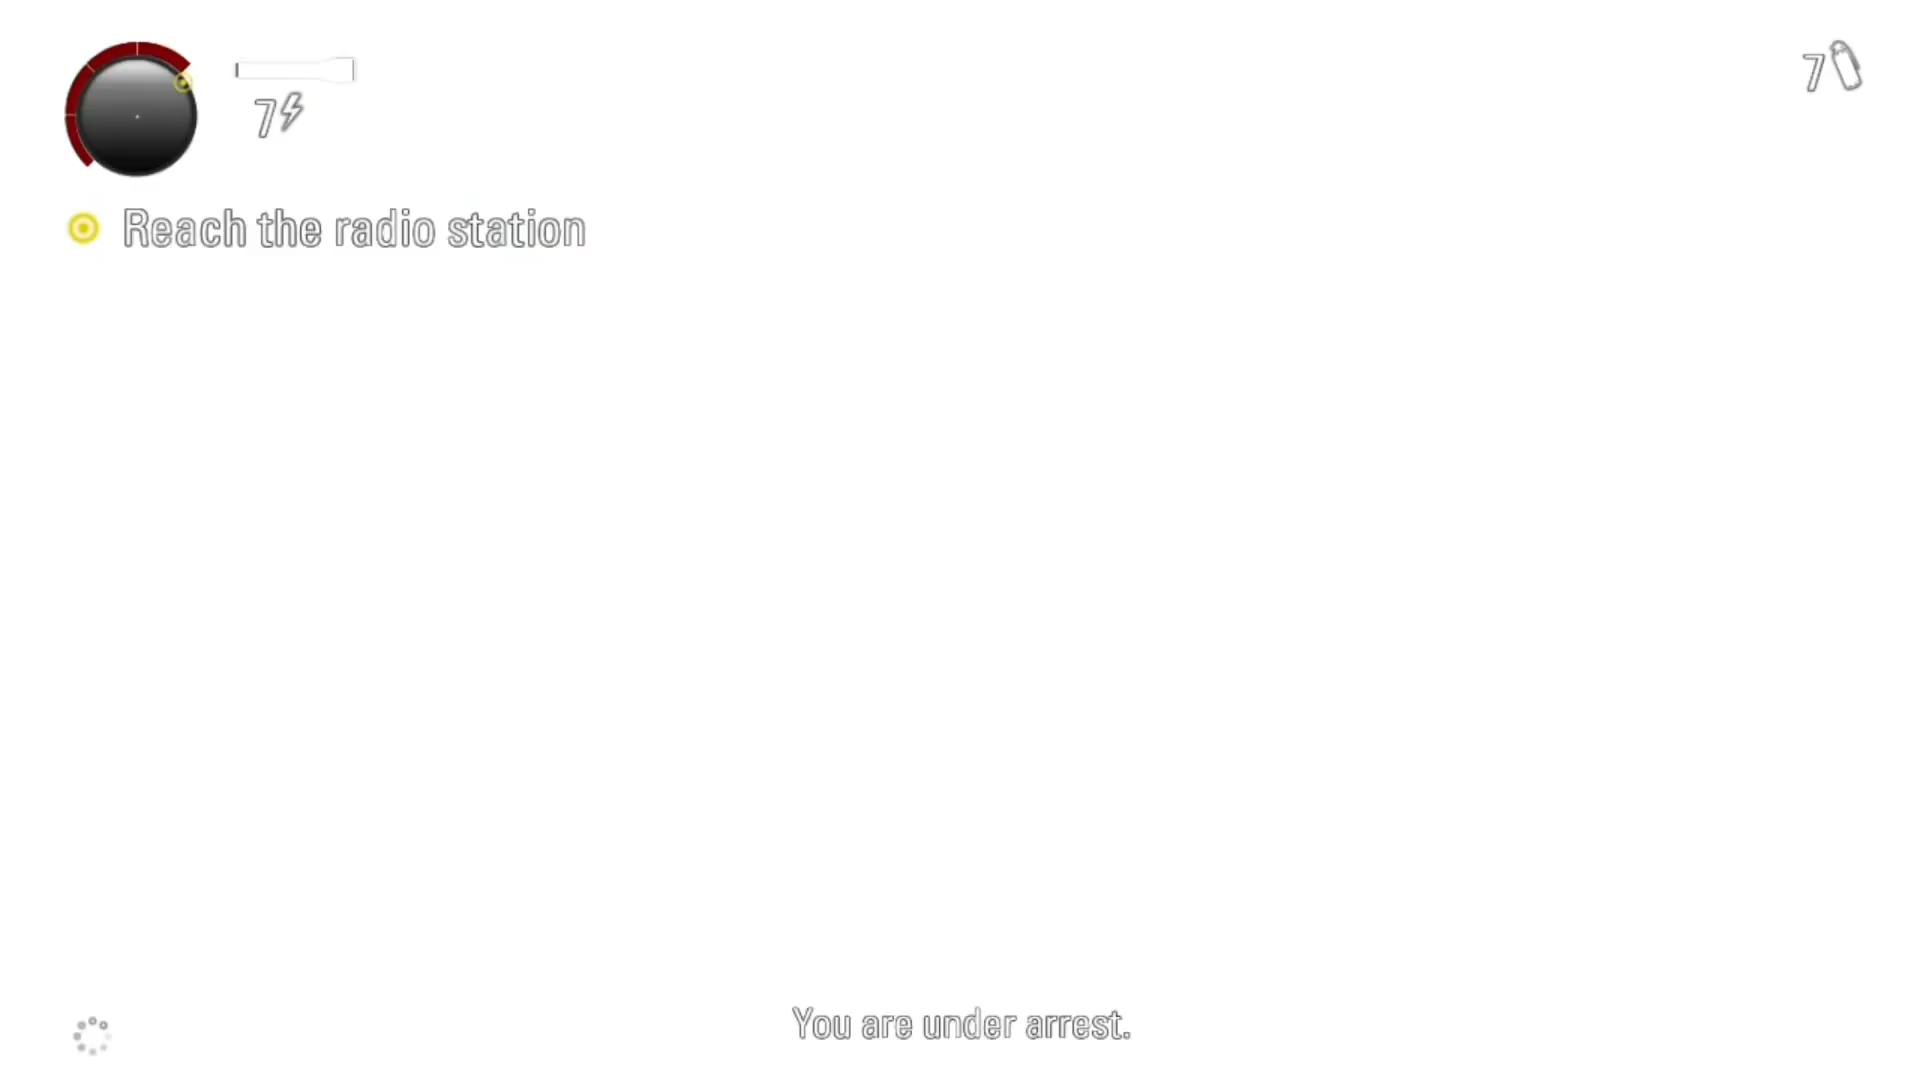 7
7
Reach the radio station
You are under arrest.